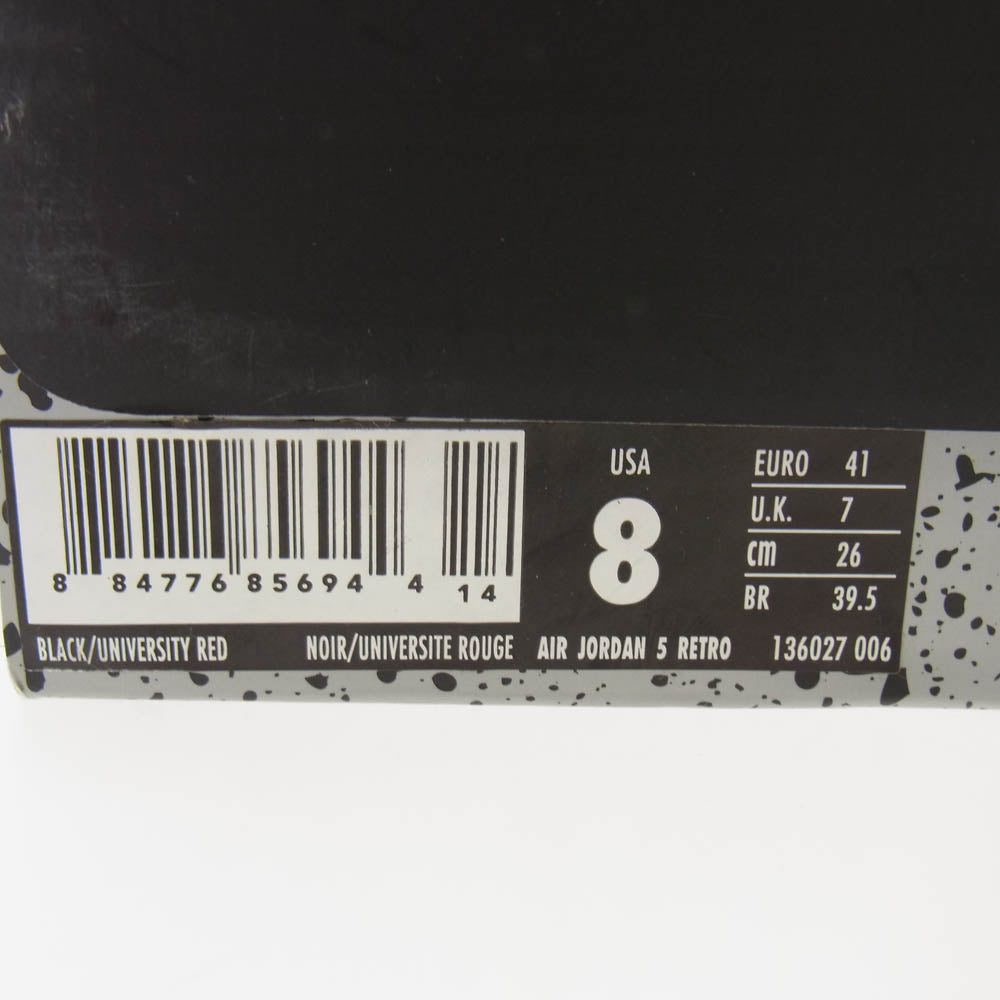 8 84776 85694 4 14
USA
8
EURO 41
U.K. 7
cm 26
BR 39.5
BLACK/UNIVERSITY RED NOIR/UNIVERSITE ROUGE AIR JORDAN 5 RETRO 136027 006